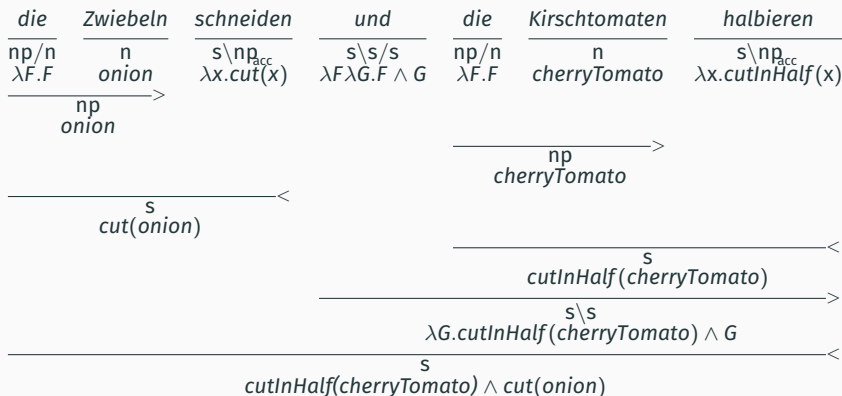 die Zwiebeln schneiden und die Kirschtomaten halbieren
np/n n s\np_acc s\s/s np/n n s\np_acc
λF.F onion λx.cut(x) λFλG.F ∧ G λF.F cherryTomato λx.cutInHalf(x)
>
np
onion
>
np
cherryTomato
<
s
cut(onion)
<
s
cutInHalf(cherryTomato)
>
s\s
λG.cutInHalf(cherryTomato) ∧ G
<
s
cutInHalf(cherryTomato) ∧ cut(onion)